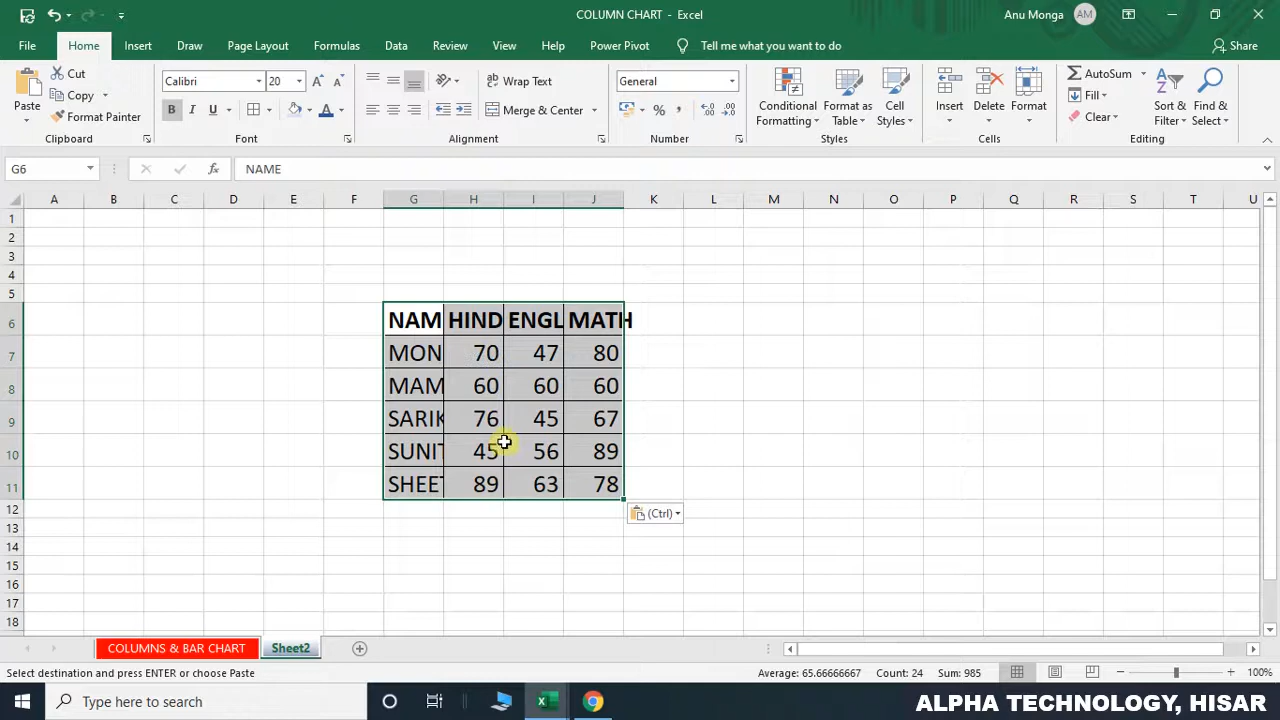 COLUMN CHART - Excel
Anu Monga
AM
File Home Insert Draw Page Layout Formulas Data Review View Help Power Pivot Tell me what you want to do Share
Paste
Cut
Copy
Format Painter
Clipboard
Calibri 20
B I U
Font
Wrap Text
Merge & Center
Alignment
General
Number
Conditional Formatting
Format as Table
Cell Styles
Styles
Insert Delete Format
Cells
AutoSum
Fill
Clear
Sort & Filter
Find & Select
Editing
G6 fx NAME
A B C D E F G H I J K L M N O P Q R S T U
1
2
3
4
5
6 NAM HIND ENGL MATH
7 MON 70 47 80
8 MAM 60 60 60
9 SARIK 76 45 67
10 SUNIT 45 56 89
11 SHEET 89 63 78
(Ctrl)
12
13
14
15
16
17
18
COLUMNS & BAR CHART Sheet2
Select destination and press ENTER or choose Paste Average: 65.66666667 Count: 24 Sum: 985 100%
Type here to search
ALPHA TECHNOLOGY, HISAR